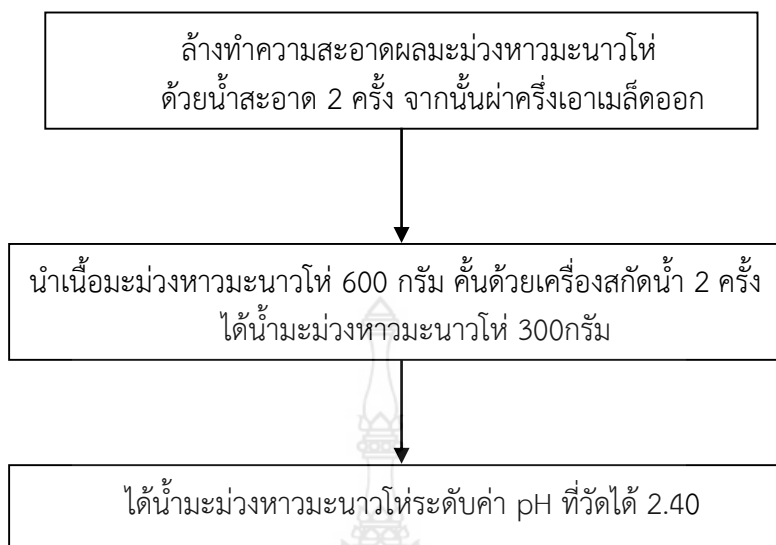 ล้างทำความสะอาดผลมะม่วงหาวมะนาวโห่
ด้วยน้ำสะอาด 2 ครั้ง จากนั้นผ่าครึ่งเอาเมล็ดออก
นำเนื้อมะม่วงหาวมะนาวโห่ 600 กรัม คั้นด้วยเครื่องสกัดน้ำ 2 ครั้ง
ได้น้ำมะม่วงหาวมะนาวโห่ 300กรัม
ได้น้ำมะม่วงหาวมะนาวโห่ระดับค่า pH ที่วัดได้ 2.40